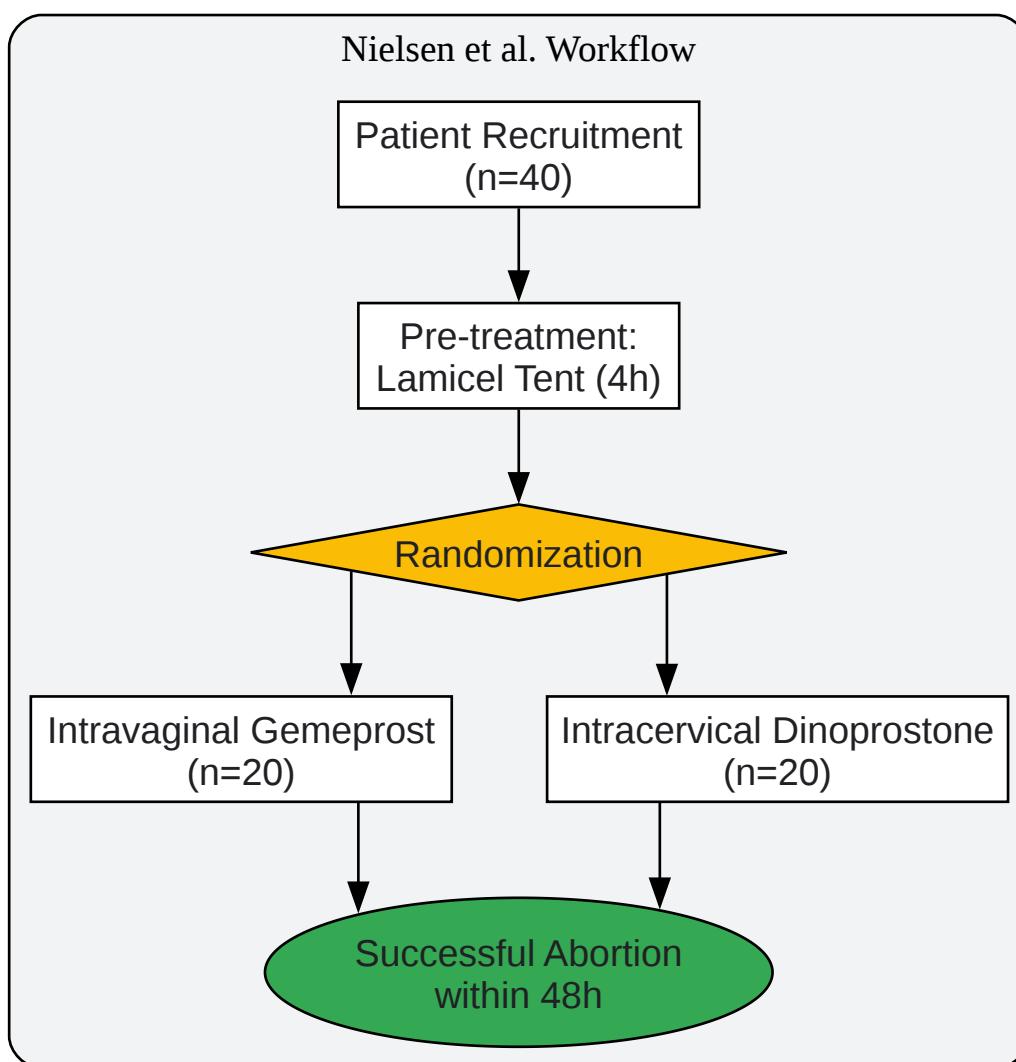 Nielsen et al. Workflow
Patient Recruitment
(n=40)
Pre-treatment:
Lamicel Tent (4h)
Randomization
Intravaginal Gemeprost
(n=20)
Intracervical Dinoprostone
(n=20)
Successful Abortion
within 48h